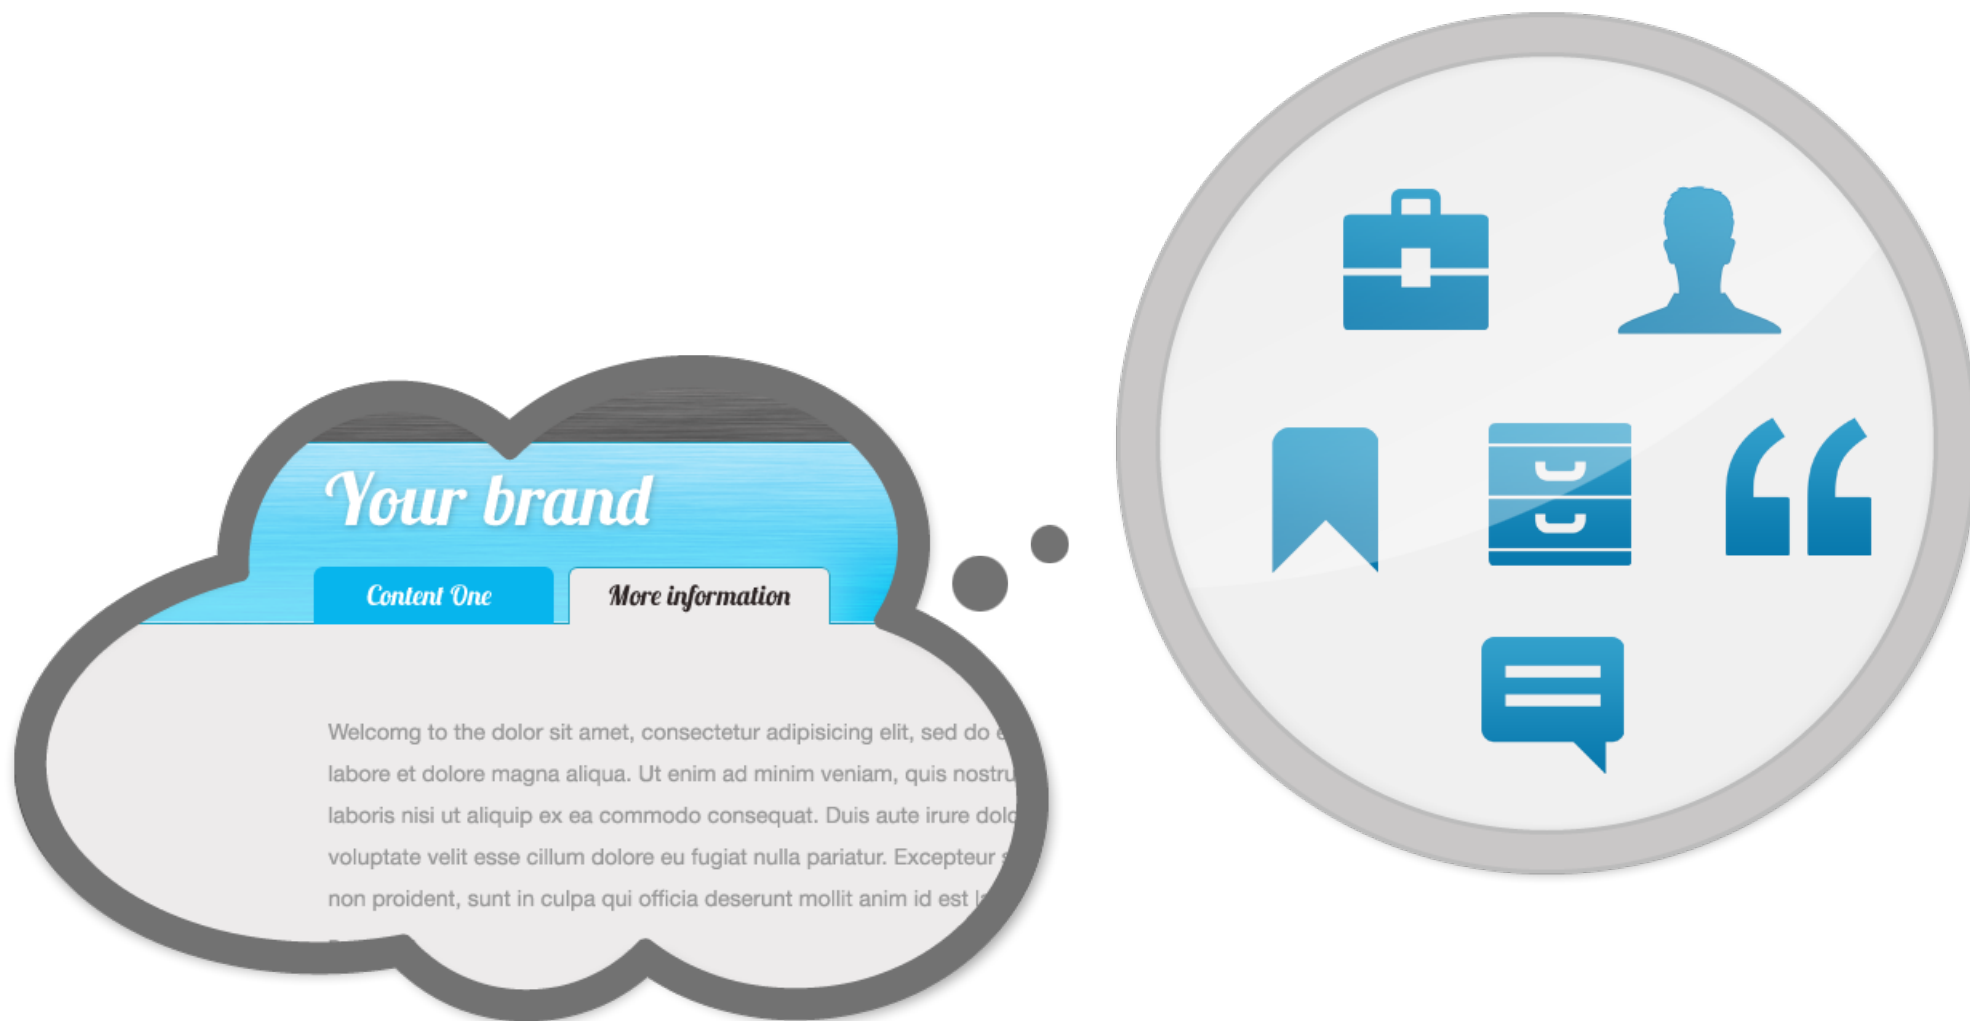 Your brand
Content One
More information
Welcomg to the dolor sit amet, consectetur adipisicing elit, sed do
labore et dolore magna aliqua. Ut enim ad minim veniam, quis nostru
laboris nisi ut aliquip ex ea commodo consequat. Duis aute irure dolo
voluptate velit esse cillum dolore eu fugiat nulla pariatur. Excepteur
non proident, sunt in culpa qui officia deserunt mollit anim id est